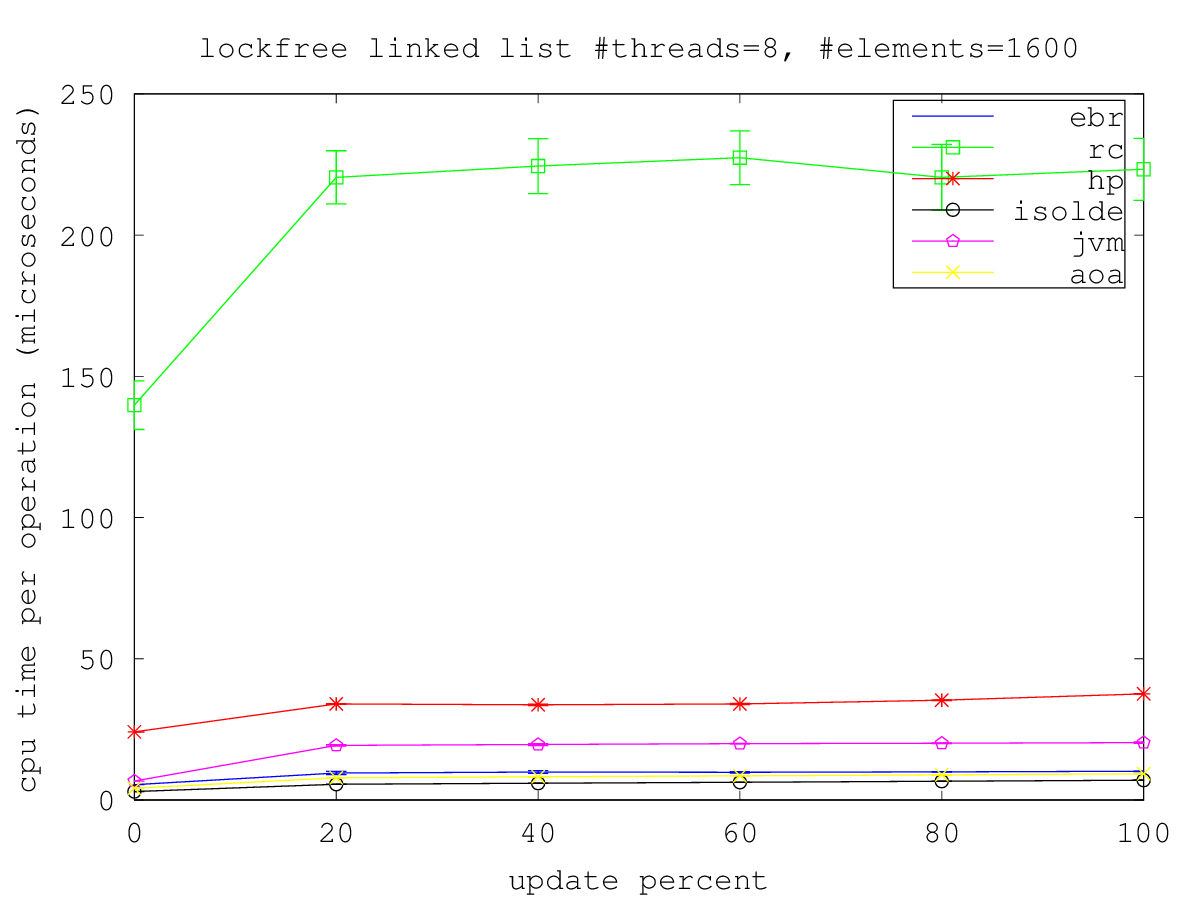 lockfree linked list #threads=8, #elements=1600
cpu time per operation (microseconds)
250
200
150
100
50
0
ebr
rc
hp
isolde
jvm
aoa
0 20 40 60 80 100
update percent